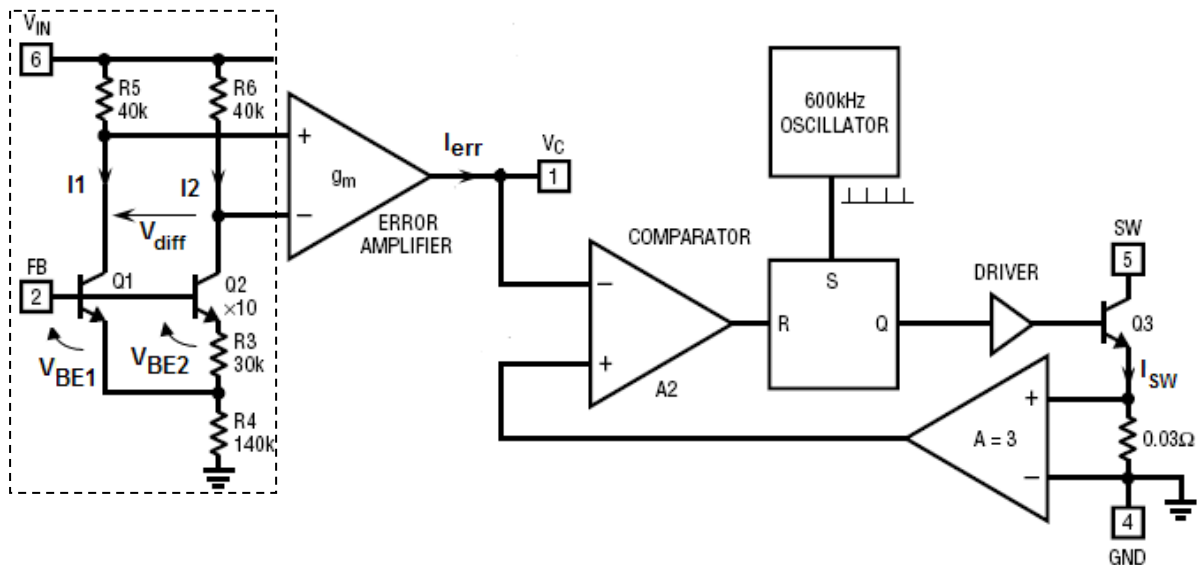 VIN
6
R5
40k
R6
40k
I1
I2
Vdiff
FB
2
Q1
Q2
×10
VBE1
VBE2
R3
30k
R4
140k
+
−
gm
ERROR
AMPLIFIER
Ierr
VC
1
600kHz
OSCILLATOR
COMPARATOR
−
+
A2
S
R
Q
DRIVER
SW
5
Q3
ISW
+
−
A = 3
0.03Ω
4
GND